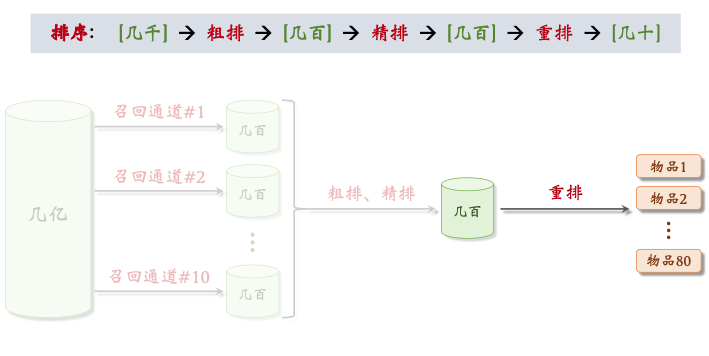 排序: [几千] → 粗排 → [几百] → 精排 → [几百] → 重排 → [几十]
召回通道#1
几百
召回通道#2
几百
几亿
粗排、精排
几百
重排
物品1
物品2
物品80
召回通道#10
几百